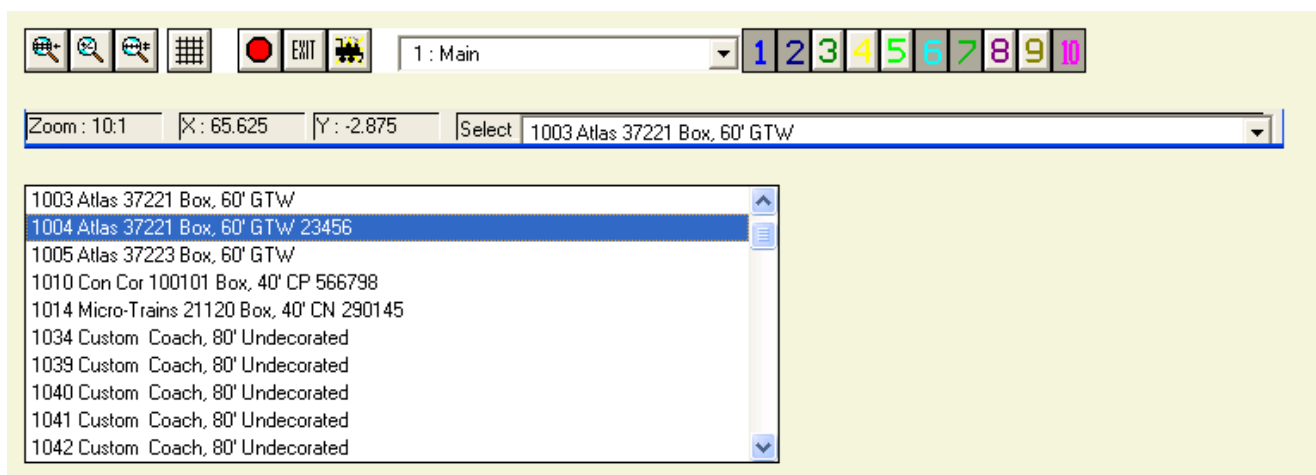 EXIT 1 : Main 1 2 3 4 5 6 7 8 9 10
Zoom : 10:1 X : 65.625 Y : -2.875 Select 1003 Atlas 37221 Box, 60' GTW
1003 Atlas 37221 Box, 60' GTW
1004 Atlas 37221 Box, 60' GTW 23456
1005 Atlas 37223 Box, 60' GTW
1010 Con Cor 100101 Box, 40' CP 566798
1014 Micro-Trains 21120 Box, 40' CN 290145
1034 Custom  Coach, 80' Undecorated
1039 Custom  Coach, 80' Undecorated
1040 Custom  Coach, 80' Undecorated
1041 Custom  Coach, 80' Undecorated
1042 Custom  Coach, 80' Undecorated